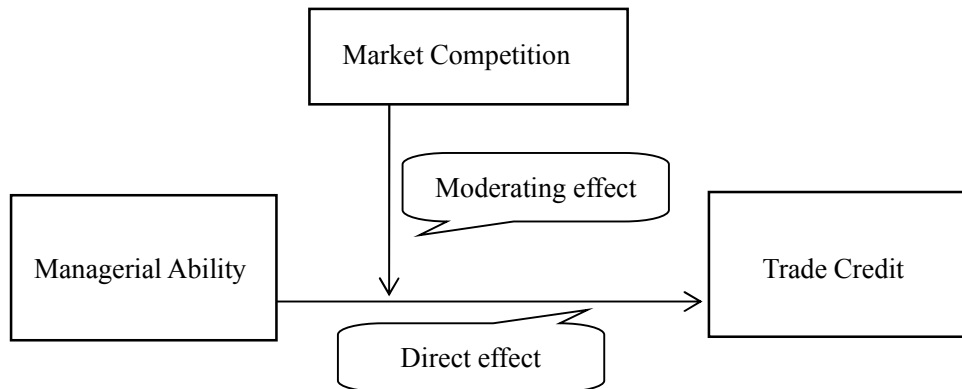 Market Competition
Moderating effect
Managerial Ability
Trade Credit
Direct effect